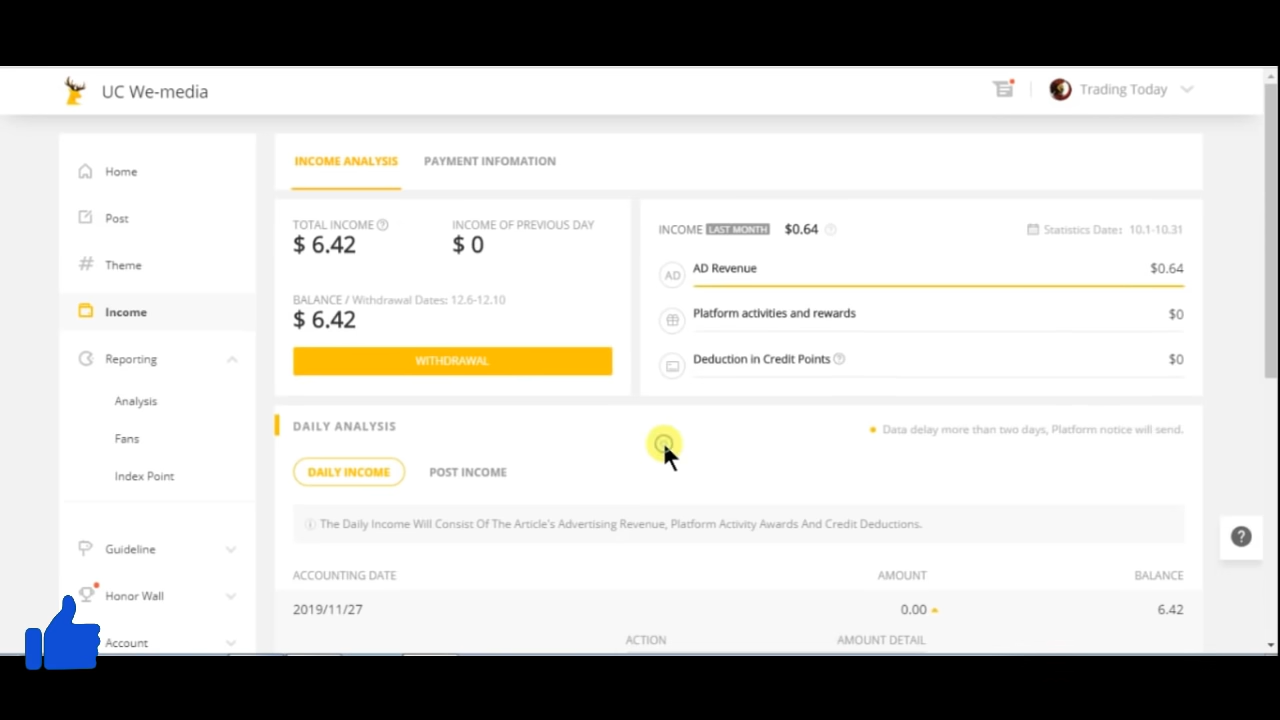 UC We-media
Trading Today
Home
Post
Theme
Income
Reporting
Analysis
Fans
Index Point
Guideline
Honor Wall
Account
INCOME ANALYSIS PAYMENT INFOMATION
TOTAL INCOME INCOME OF PREVIOUS DAY
$ 6.42 $ 0
BALANCE / Withdrawal Dates: 12.6-12.10
$ 6.42
WITHDRAWAL
INCOME LAST MONTH $0.64 Statistics Date: 10.1-10.31
AD AD Revenue $0.64
Platform activities and rewards $0
Deduction in Credit Points $0
DAILY ANALYSIS Data delay more than two days, Platform notice will send.
DAILY INCOME POST INCOME
The Daily Income Will Consist Of The Article's Advertising Revenue, Platform Activity Awards And Credit Deductions.
ACCOUNTING DATE AMOUNT BALANCE
2019/11/27 0.00 6.42
ACTION AMOUNT DETAIL